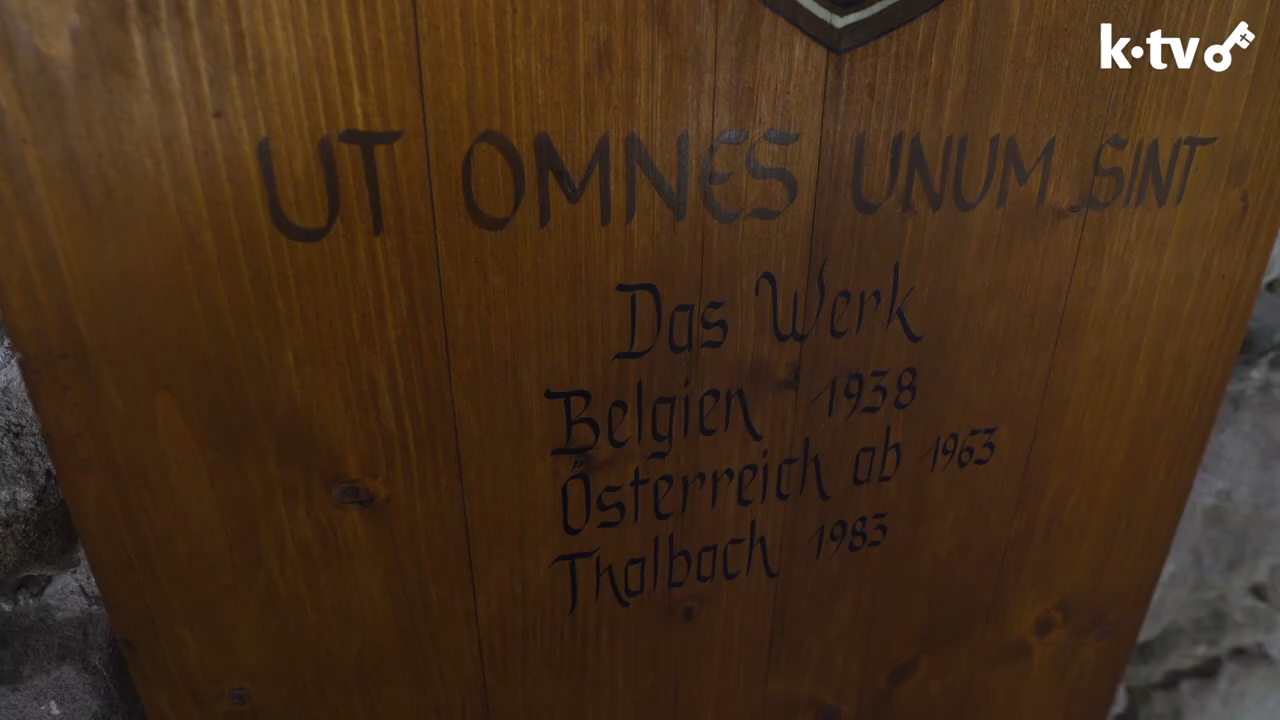 k·tv
UT OMNES UNUM SINT
Das Werk
Belgien 1938
Österreich ab 1963
Thalbach 1983